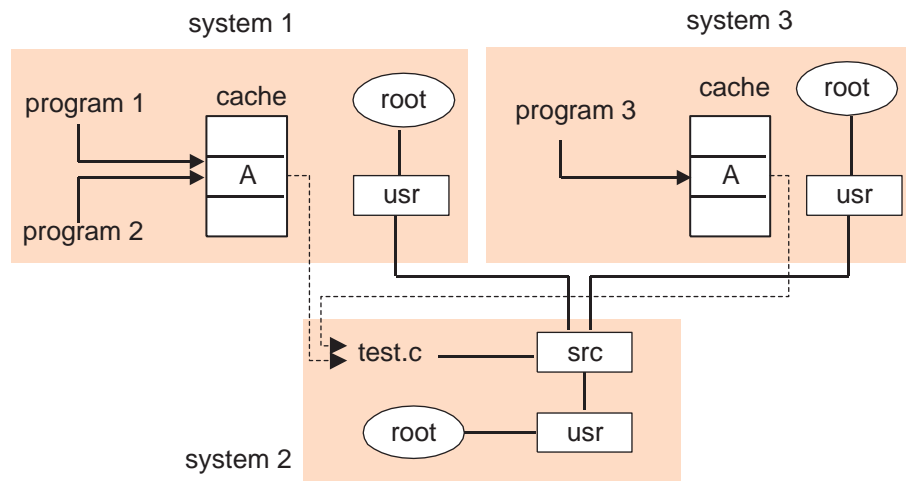 system 1
system 3
program 1
cache
root
A
usr
program 2
program 3
cache
root
A
usr
test.c
src
root
usr
system 2